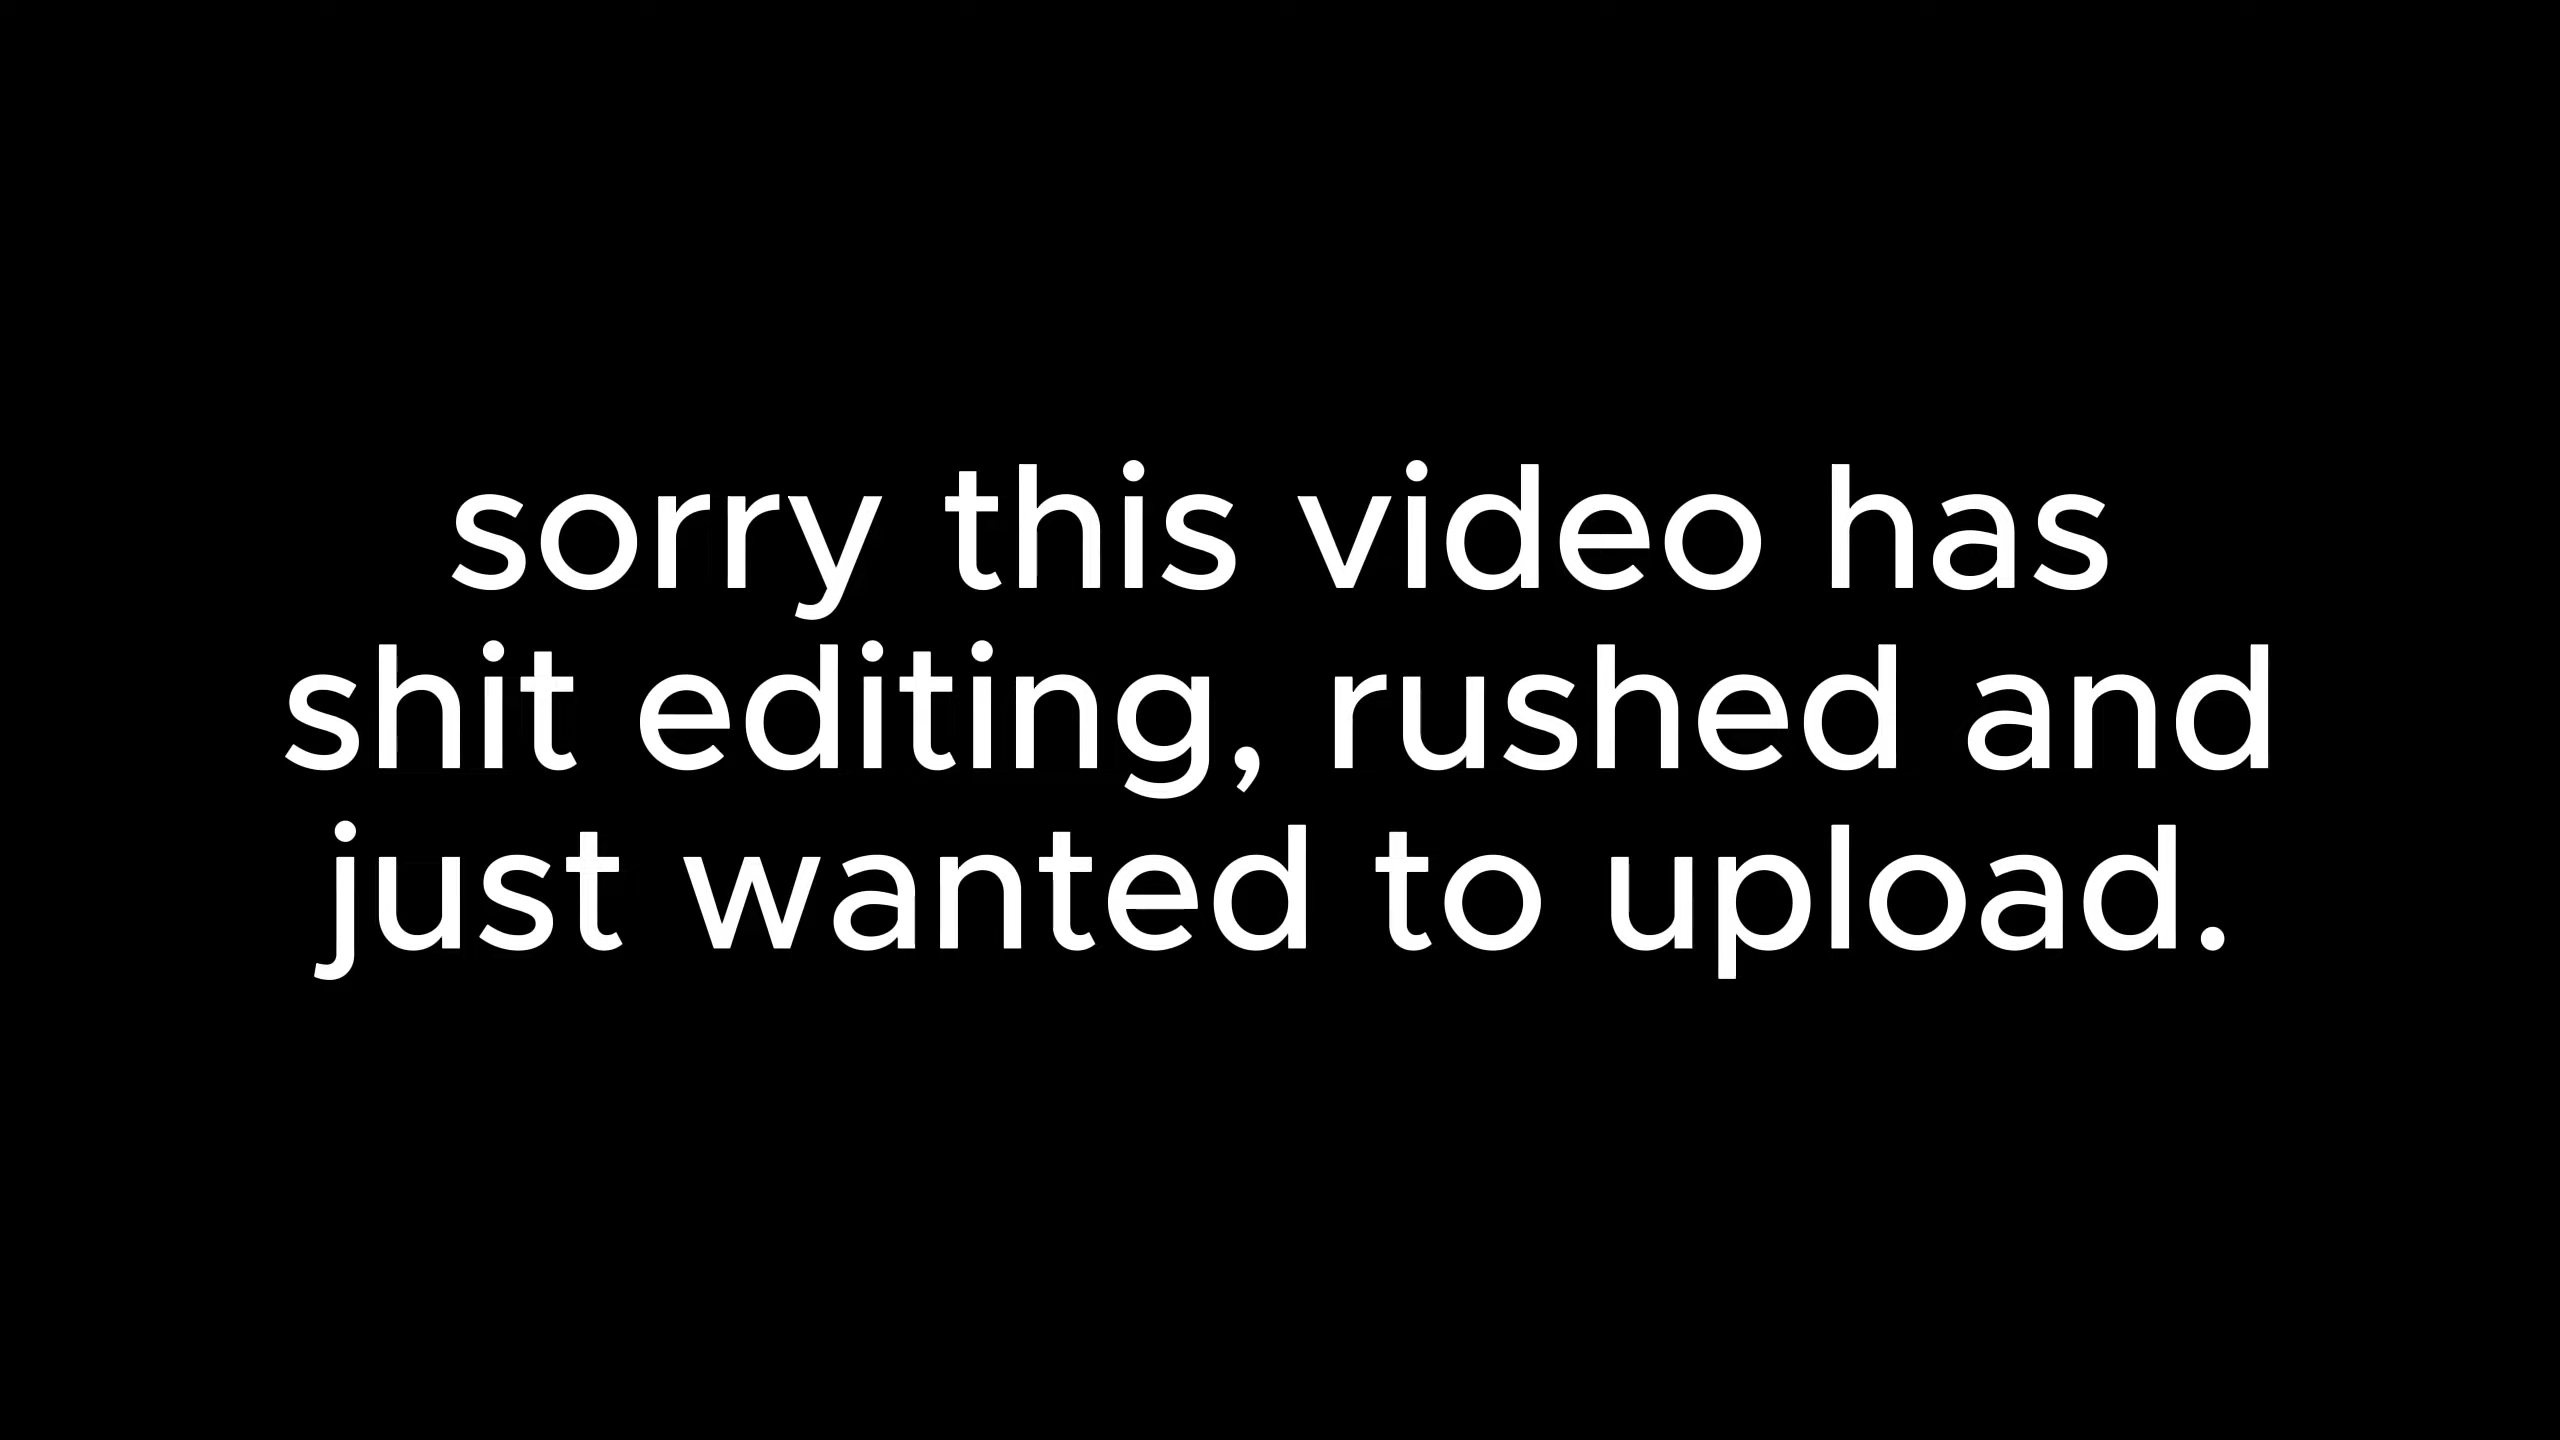 sorry this video has
shit editing, rushed and
just wanted to upload.